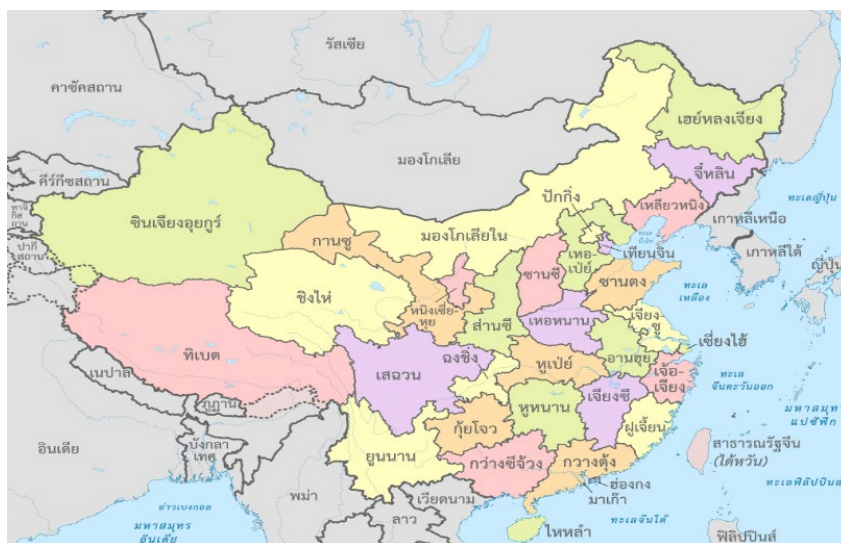 รัสเซีย
คาซัคสถาน
เฮย์หลงเจียง
มองโกเลีย
จี๋หลิน
คีร์กีซสถาน
ปักกิ่ง
เหลียวหนิง
ทะเลญี่ปุ่น
ทาจิ
กิส
ถาน
ซินเจียงอุยกูร์
กานซู
มองโกเลียใน
เกาหลีเหนือ
ปากี
สถาน
เหอ-
เป่ย์
เทียนจิน
เกาหลีใต้
ซานซี
ซานตง
ญี่ปุ่น
ชิงไห่
หนิงเซี่ย-
หุย
ส่านซี
เหอหนาน
เจียง
ซู
ทะเล
เหลือง
ทิเบต
เซี่ยงไฮ้
เนปาล
เสฉวน
ฉงชิ่ง
หูเป่ย์
อานฮุย
เจ้อ-
เจียง
ทะเล
จีนตะวันออก
ภูฏาน
กุ้ยโจว
หูหนาน
เจียงซี
ฝูเจี้ยน
มหาสมุทร
แปซิฟิก
อินเดีย
บังกลา
เทศ
ยูนนาน
กว่างซีจ้วง
กวางตุ้ง
สาธารณรัฐจีน
(ไต้หวัน)
พม่า
เวียดนาม
ฮ่องกง
มาเก๊า
ทะเลฟิลิปปินส์
อ่าวเบงกอล
ลาว
มหาสมุทร
อินเดีย
ไหหลำ
ทะเลจีนใต้
ฟิลิปปินส์